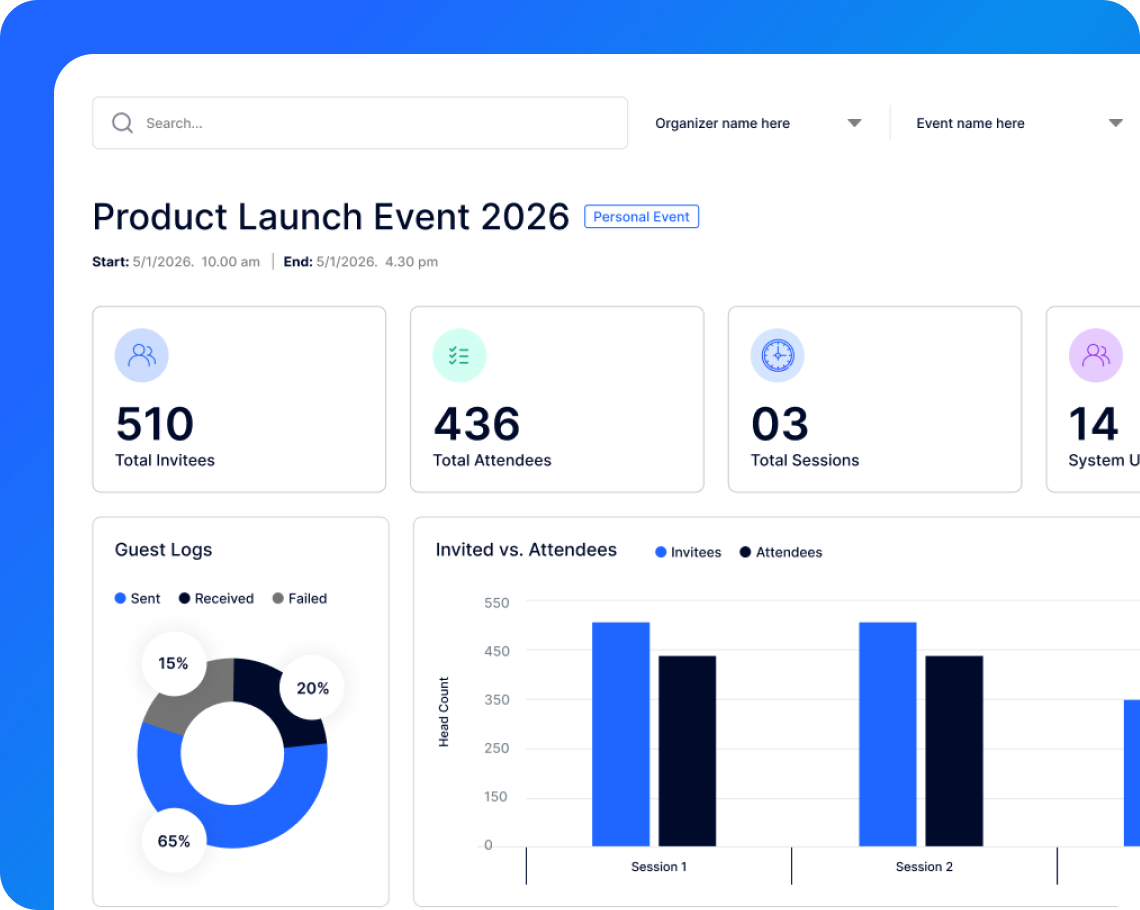 Search...
Organizer name here
Event name here
Product Launch Event 2026
Personal Event
Start: 5/1/2026. 10.00 am | End: 5/1/2026. 4.30 pm
510
Total Invitees
436
Total Attendees
03
Total Sessions
14
System U
Guest Logs
Sent
Received
Failed
15%
20%
65%
Invited vs. Attendees
Invitees
Attendees
Head Count
550
450
350
250
150
0
Session 1
Session 2